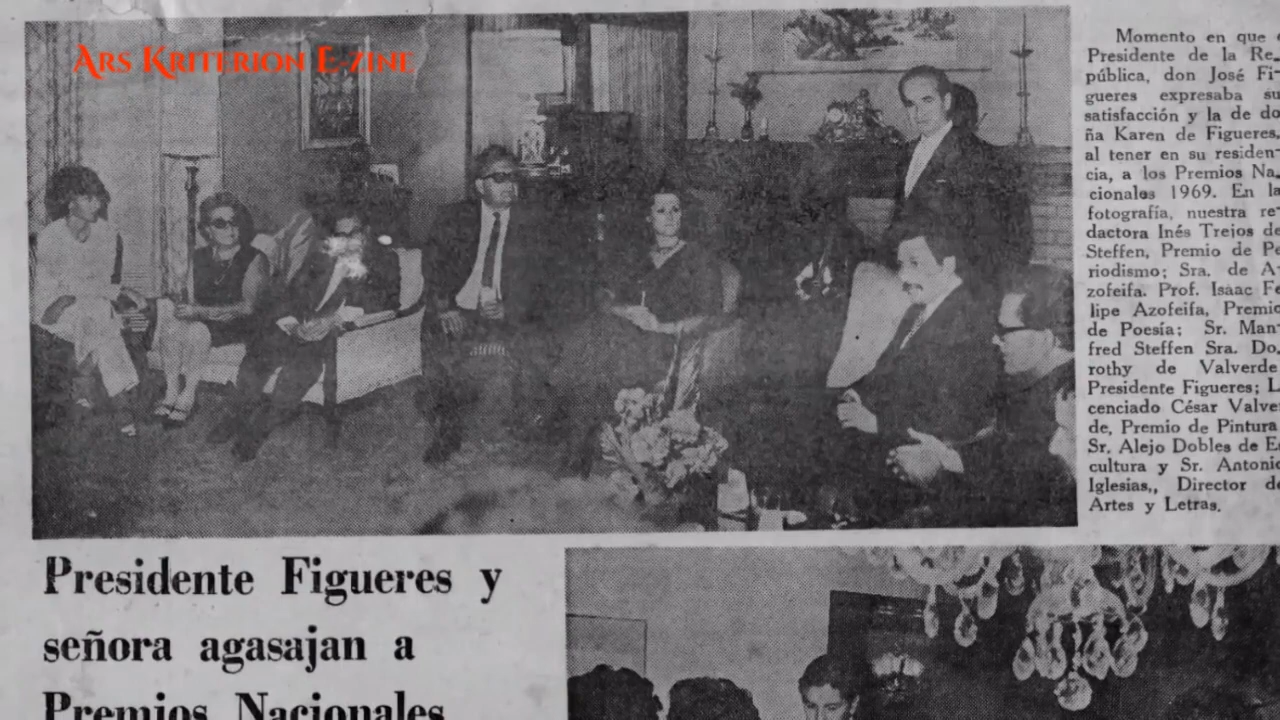 ARS KRITERION E-ZINE
Momento en que
Presidente de la Re-
pública, don José Fi-
gueres expresaba su
satisfacción y la de do
ña Karen de Figueres,
al tener en su residen-
cia, a los Premios Na-
cionales 1969. En la
fotografía, nuestra re-
dactora Inés Trejos de
Steffen, Premio de Pe
riodismo; Sra. de A-
zofeifa. Prof. Isaac Fe
lipe Azofeifa, Premio
de Poesía; Sr. Man-
fred Steffen Sra. Do.
rothy de Valverde
Presidente Figueres; L
cenciado César Valver
de, Premio de Pintura
Sr. Alejo Dobles de Es
cultura y Sr. Antonio
Iglesias,, Director de
Artes y Letras.
Presidente Figueres y
señora agasajan a
Premios Nacionales